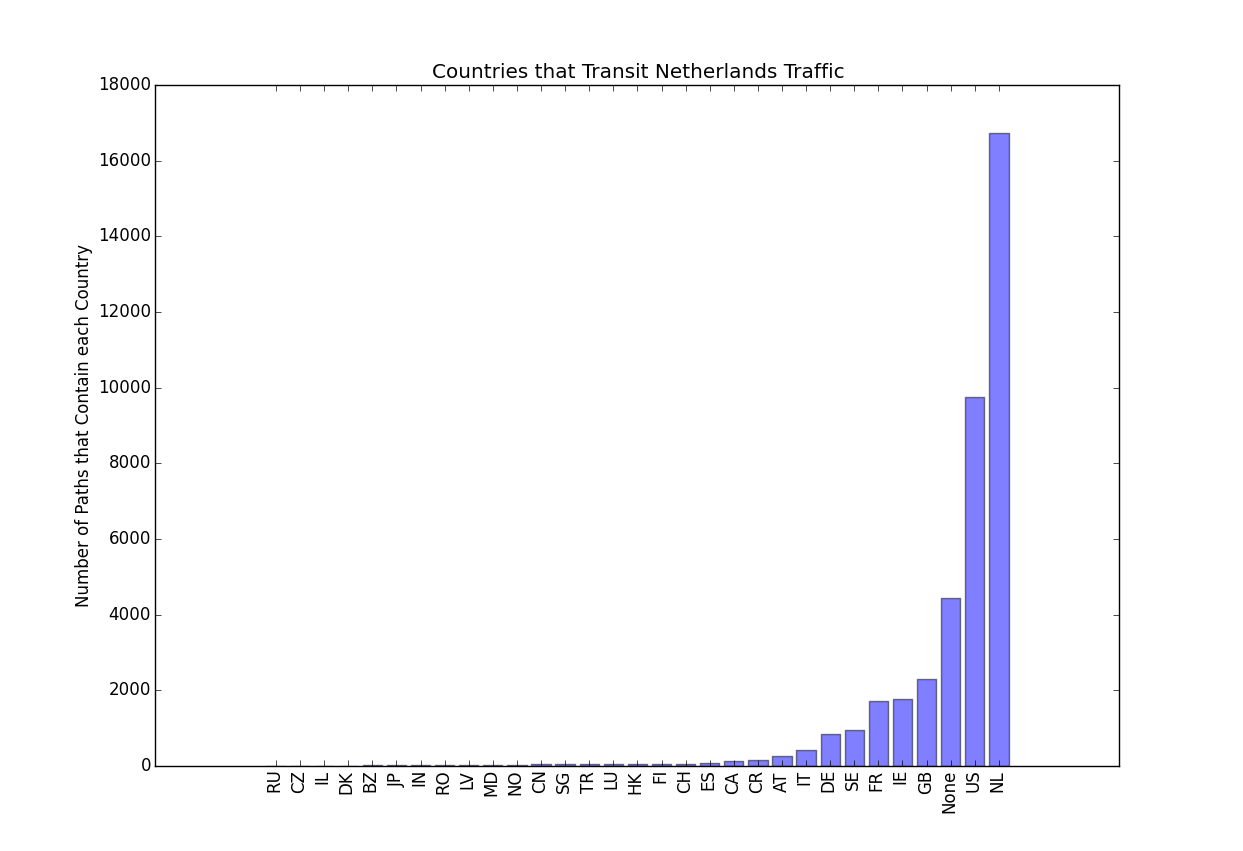 Countries that Transit Netherlands Traffic
18000
16000
14000
12000
10000
8000
6000
4000
2000
0
Number of Paths that Contain each Country
RU
CZ
IL
DK
BZ
JP
IN
RO
LV
MD
NO
CN
SG
TR
LU
HK
FI
CH
ES
CA
CR
AT
IT
DE
SE
FR
IE
GB
None
US
NL